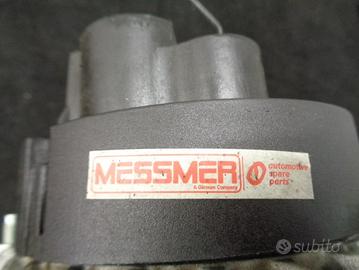 MESSMER
A German Company
automotive
spare
parts
subito